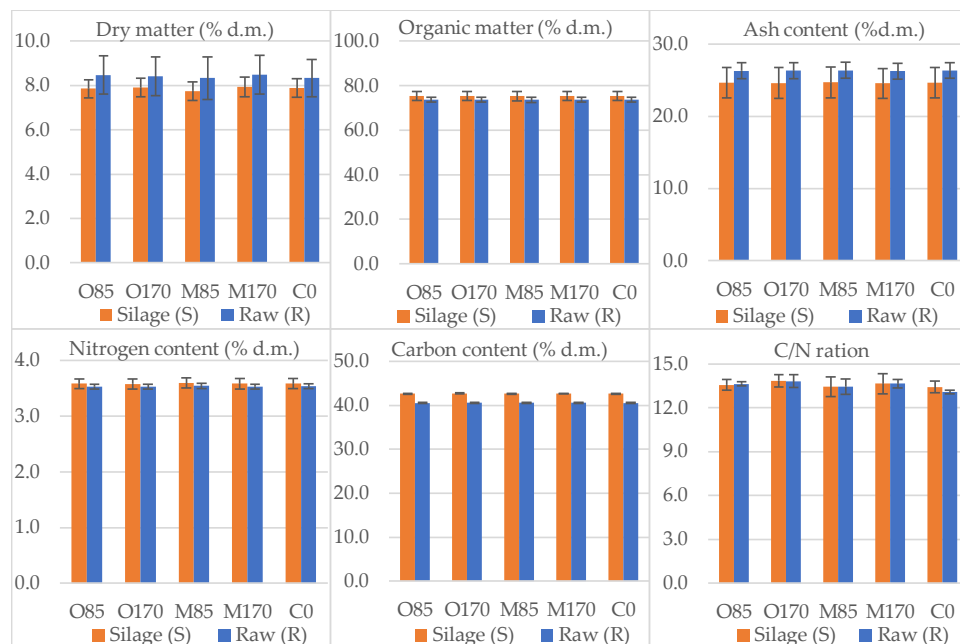 Dry matter (% d.m.)
10.0
8.0
6.0
4.0
2.0
0.0
O85 O170 M85 M170 C0
Silage (S) Raw (R)
Organic matter (% d.m.)
100.0
80.0
60.0
40.0
20.0
0.0
O85 O170 M85 M170 C0
Silage (S) Raw (R)
Ash content (%d.m.)
30.0
20.0
10.0
0.0
O85 O170 M85 M170 C0
Silage (S) Raw (R)
Nitrogen content (% d.m.)
4.0
3.0
2.0
1.0
0.0
O85 O170 M85 M170 C0
Silage (S) Raw (R)
Carbon content (% d.m.)
50.0
40.0
30.0
20.0
10.0
0.0
O85 O170 M85 M170 C0
Silage (S) Raw (R)
C/N ration
15.0
12.0
9.0
6.0
3.0
0.0
O85 O170 M85 M170 C0
Silage (S) Raw (R)